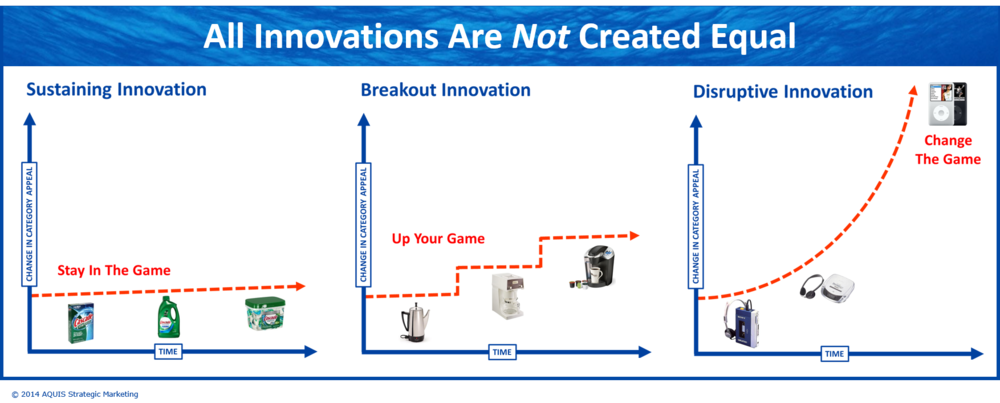 All Innovations Are Not Created Equal
Sustaining Innovation
CHANGE IN CATEGORY APPEAL
Stay In The Game
TIME
Breakout Innovation
CHANGE IN CATEGORY APPEAL
Up Your Game
TIME
Disruptive Innovation
CHANGE IN CATEGORY APPEAL
Change
The Game
TIME
© 2014 AQUIS Strategic Marketing